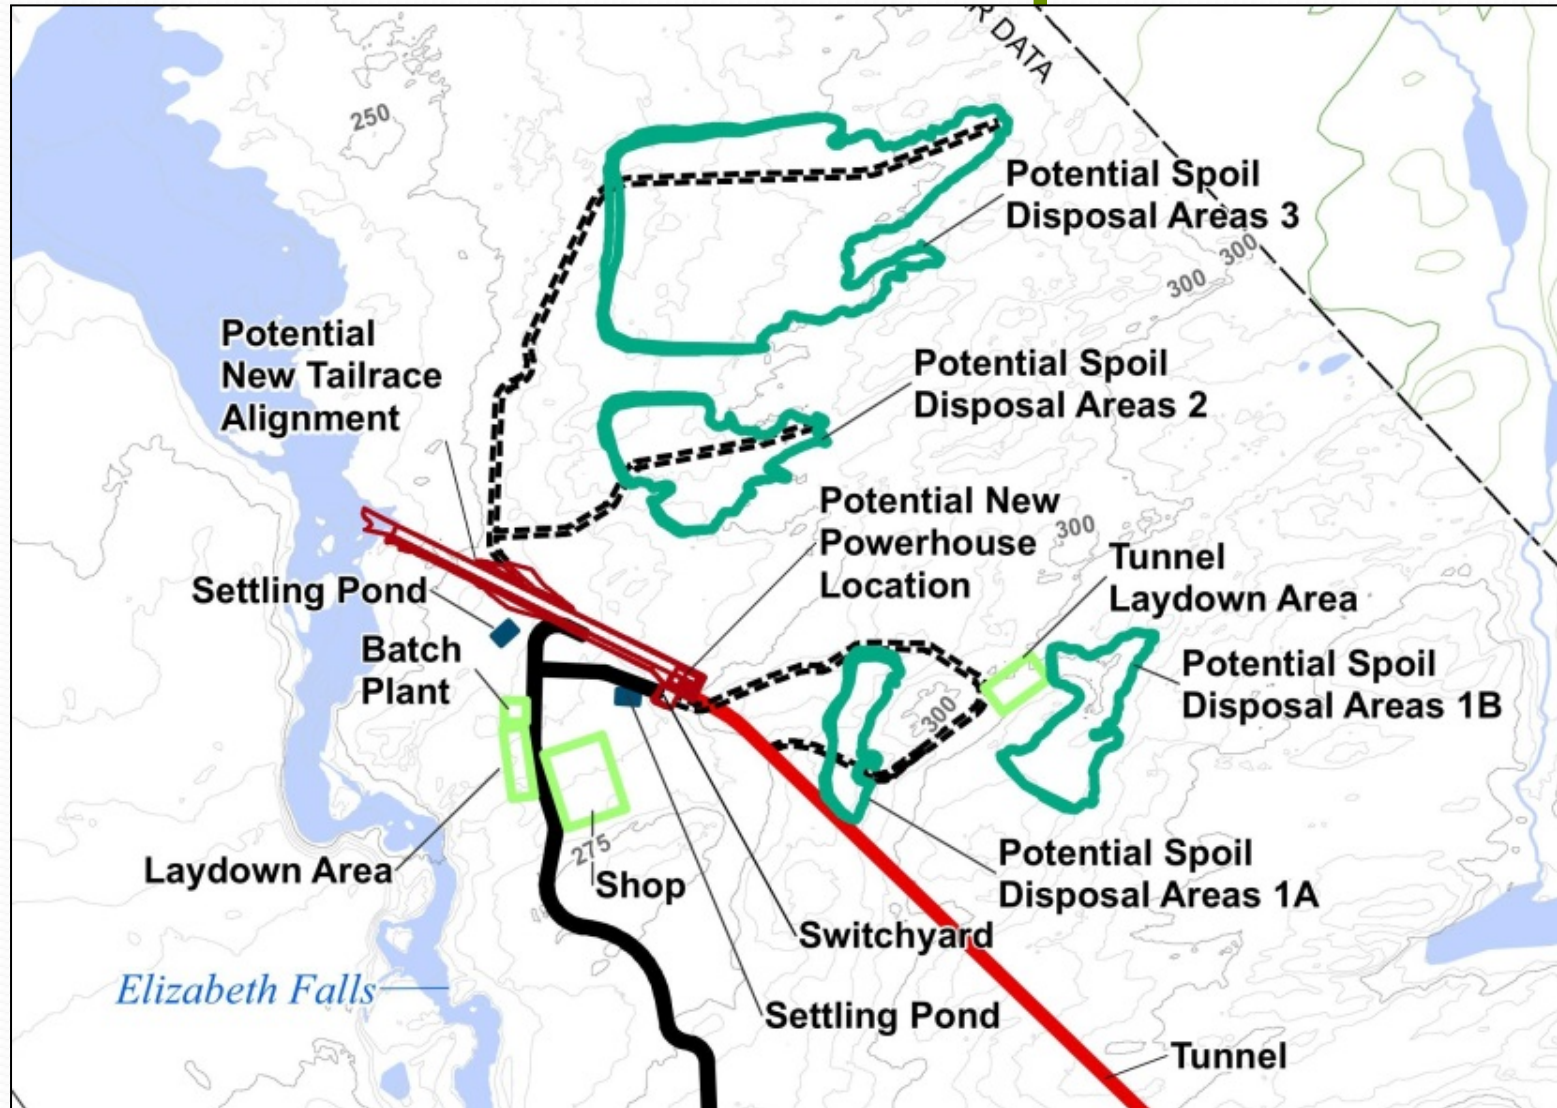 R DATA
250
Potential Spoil
Disposal Areas 3
300
300
Potential
New Tailrace
Alignment
Potential Spoil
Disposal Areas 2
Potential New
Powerhouse
Location
300
Tunnel
Laydown Area
Settling Pond
Batch
Plant
Potential Spoil
Disposal Areas 1B
300
275
Laydown Area
Shop
Potential Spoil
Disposal Areas 1A
Switchyard
Elizabeth Falls
Settling Pond
Tunnel